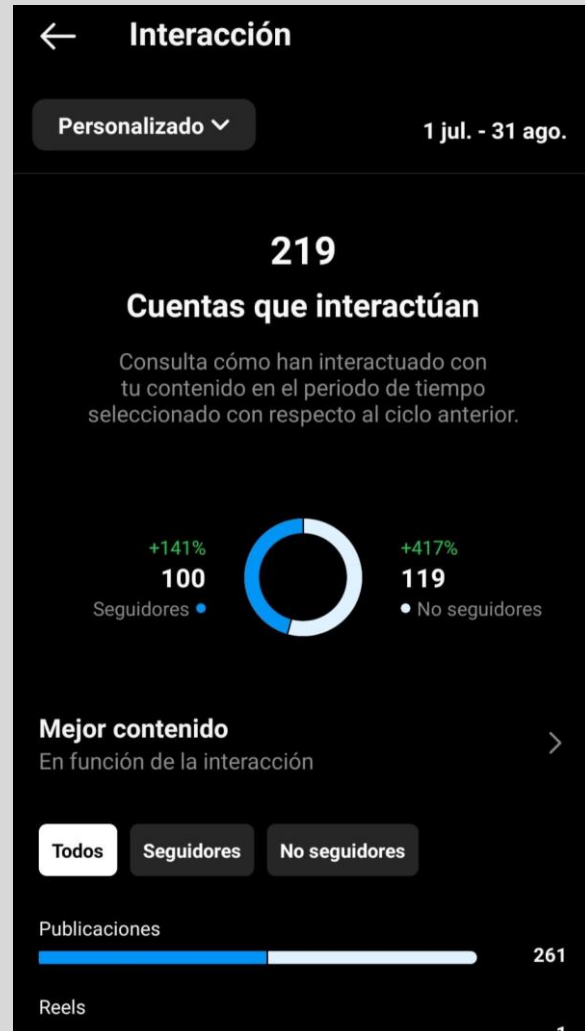 Interacción
Personalizado
1 jul. - 31 ago.
219
Cuentas que interactúan
Consulta cómo han interactuado con
tu contenido en el periodo de tiempo
seleccionado con respecto al ciclo anterior.
+141%
100
Seguidores
+417%
119
No seguidores
Mejor contenido
En función de la interacción
Todos Seguidores No seguidores
Publicaciones
261
Reels